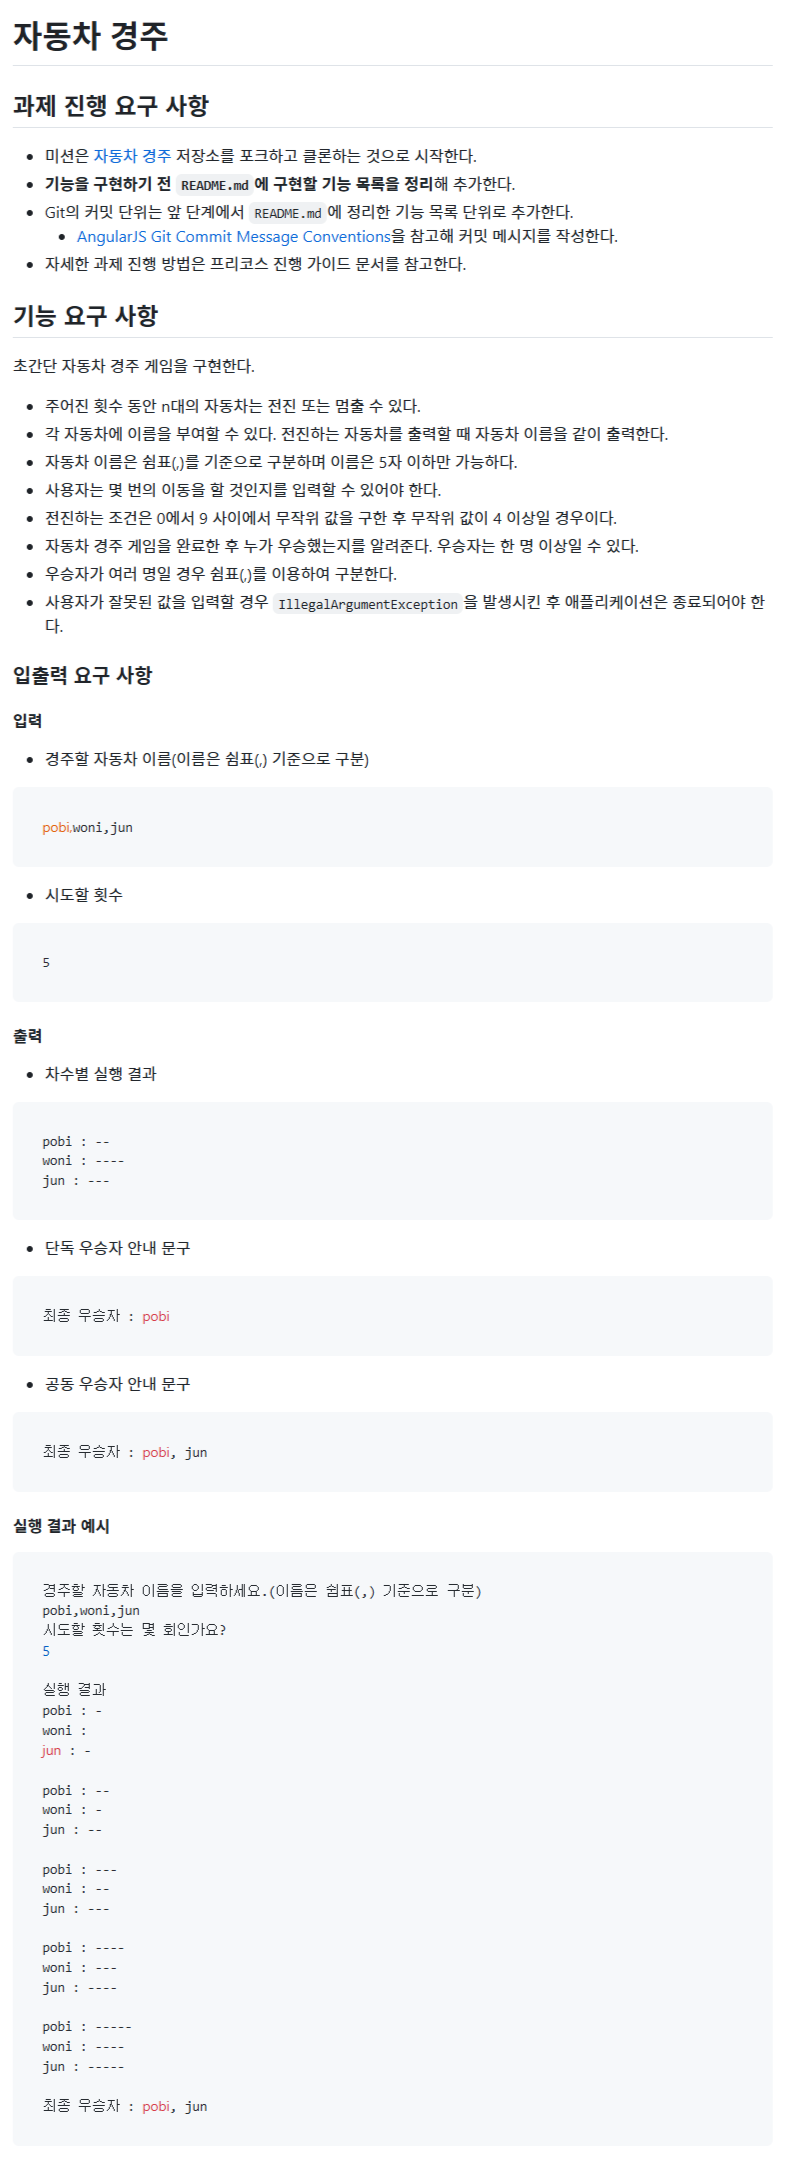 자동차 경주
과제 진행 요구 사항
미션은 자동차 경주 저장소를 포크하고 클론하는 것으로 시작한다.
기능을 구현하기 전 README.md에 구현할 기능 목록을 정리해 추가한다.
Git의 커밋 단위는 앞 단계에서 README.md에 정리한 기능 목록 단위로 추가한다.
AngularJS Git Commit Message Conventions을 참고해 커밋 메시지를 작성한다.
자세한 과제 진행 방법은 프리코스 진행 가이드 문서를 참고한다.
기능 요구 사항
초간단 자동차 경주 게임을 구현한다.
주어진 횟수 동안 n대의 자동차는 전진 또는 멈출 수 있다.
각 자동차에 이름을 부여할 수 있다. 전진하는 자동차를 출력할 때 자동차 이름을 같이 출력한다.
자동차 이름은 쉼표(,)를 기준으로 구분하며 이름은 5자 이하만 가능하다.
사용자는 몇 번의 이동을 할 것인지를 입력할 수 있어야 한다.
전진하는 조건은 0에서 9 사이에서 무작위 값을 구한 후 무작위 값이 4 이상일 경우이다.
자동차 경주 게임을 완료한 후 누가 우승했는지를 알려준다. 우승자는 한 명 이상일 수 있다.
우승자가 여러 명일 경우 쉼표(,)를 이용하여 구분한다.
사용자가 잘못된 값을 입력할 경우 IllegalArgumentException을 발생시킨 후 애플리케이션은 종료되어야 한
다.
입출력 요구 사항
입력
경주할 자동차 이름(이름은 쉼표(,) 기준으로 구분)
pobi,woni,jun
시도할 횟수
5
출력
차수별 실행 결과
pobi : --
woni : ----
jun : ---
단독 우승자 안내 문구
최종 우승자 : pobi
공동 우승자 안내 문구
최종 우승자 : pobi, jun
실행 결과 예시
경주할 자동차 이름을 입력하세요.(이름은 쉼표(,) 기준으로 구분)
pobi,woni,jun
시도할 횟수는 몇 회인가요?
5
실행 결과
pobi : -
woni :
jun : -
pobi : --
woni : -
jun : --
pobi : ---
woni : --
jun : ---
pobi : ----
woni : ---
jun : ----
pobi : -----
woni : ----
jun : -----
최종 우승자 : pobi, jun